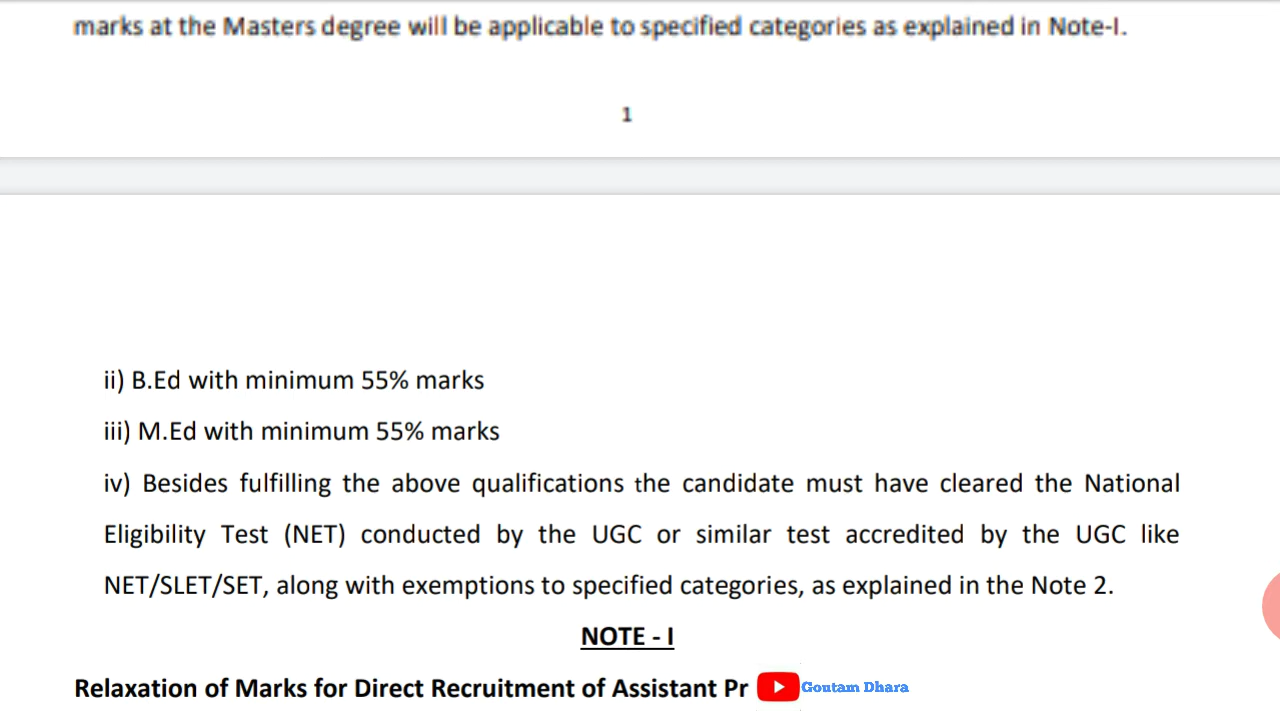 marks at the Masters degree will be applicable to specified categories as explained in Note-I.
1
ii) B.Ed with minimum 55% marks
iii) M.Ed with minimum 55% marks
iv) Besides fulfilling the above qualifications the candidate must have cleared the National
Eligibility Test (NET) conducted by the UGC or similar test accredited by the UGC like
NET/SLET/SET, along with exemptions to specified categories, as explained in the Note 2.
NOTE - I
Relaxation of Marks for Direct Recruitment of Assistant Pr Goutam Dhara